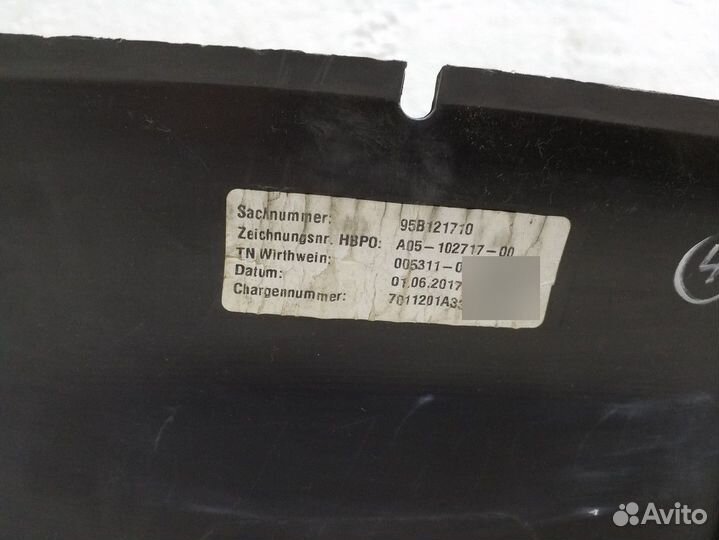 Sachnummer: 95B121710
Zeichnungsnr. HBPO: A05-102717-00
TN Wirthwein: 005311-0
Datum: 01.06.2017
Chargennummer: 7011201A3
Avito